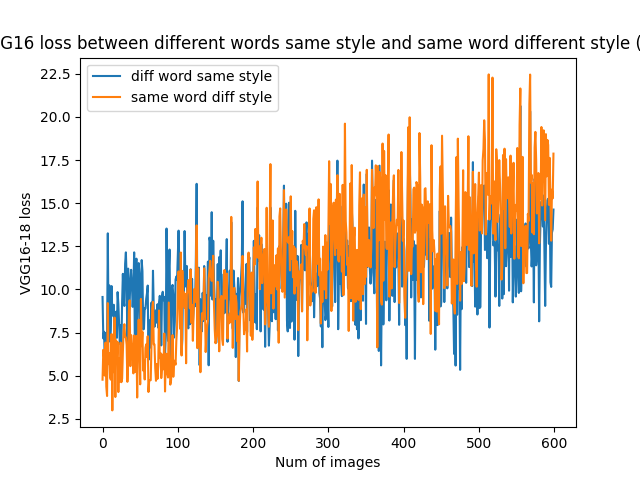 G16 loss between different words same style and same word different style (
diff word same style
same word diff style
VGG16-18 loss
22.5
20.0
17.5
15.0
12.5
10.0
7.5
5.0
2.5
0 100 200 300 400 500 600
Num of images